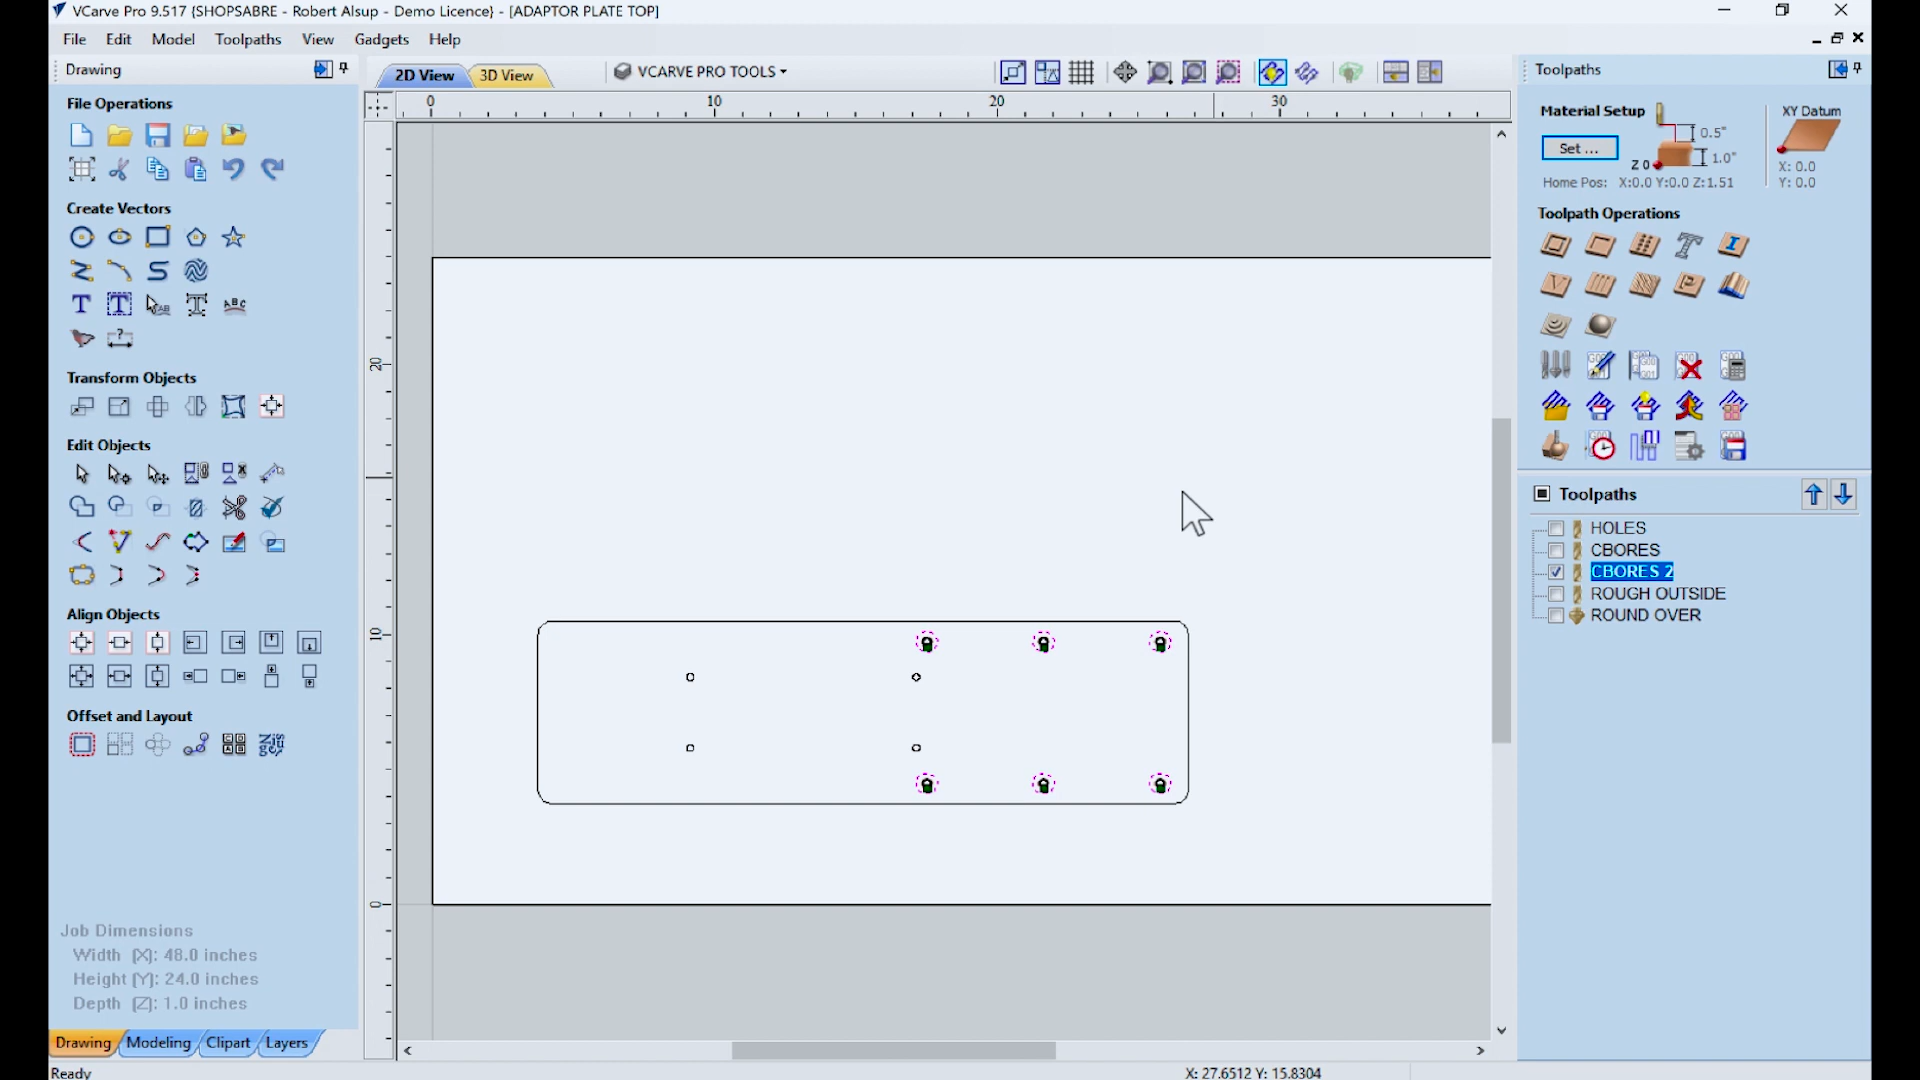 VCarve Pro 9.517 {SHOPSABRE - Robert Alsup - Demo Licence} - [ADAPTOR PLATE TOP]
File Edit Model Toolpaths View Gadgets Help
Drawing
2D View 3D View
VCARVE PRO TOOLS
Toolpaths
File Operations
Create Vectors
Transform Objects
Edit Objects
Align Objects
Offset and Layout
Job Dimensions
Width (X): 48.0 inches
Height (Y): 24.0 inches
Depth (Z): 1.0 inches
Drawing Modeling Clipart Layers
Ready
0 10 20 30
20
10
0
X: 27.6512 Y: 15.8304
Material Setup
Set ...
0.5"
Z 0
1.0"
XY Datum
X: 0.0
Y: 0.0
Home Pos: X:0.0 Y:0.0 Z:1.51
Toolpath Operations
Toolpaths
HOLES
CBORES
CBORES 2
ROUGH OUTSIDE
ROUND OVER